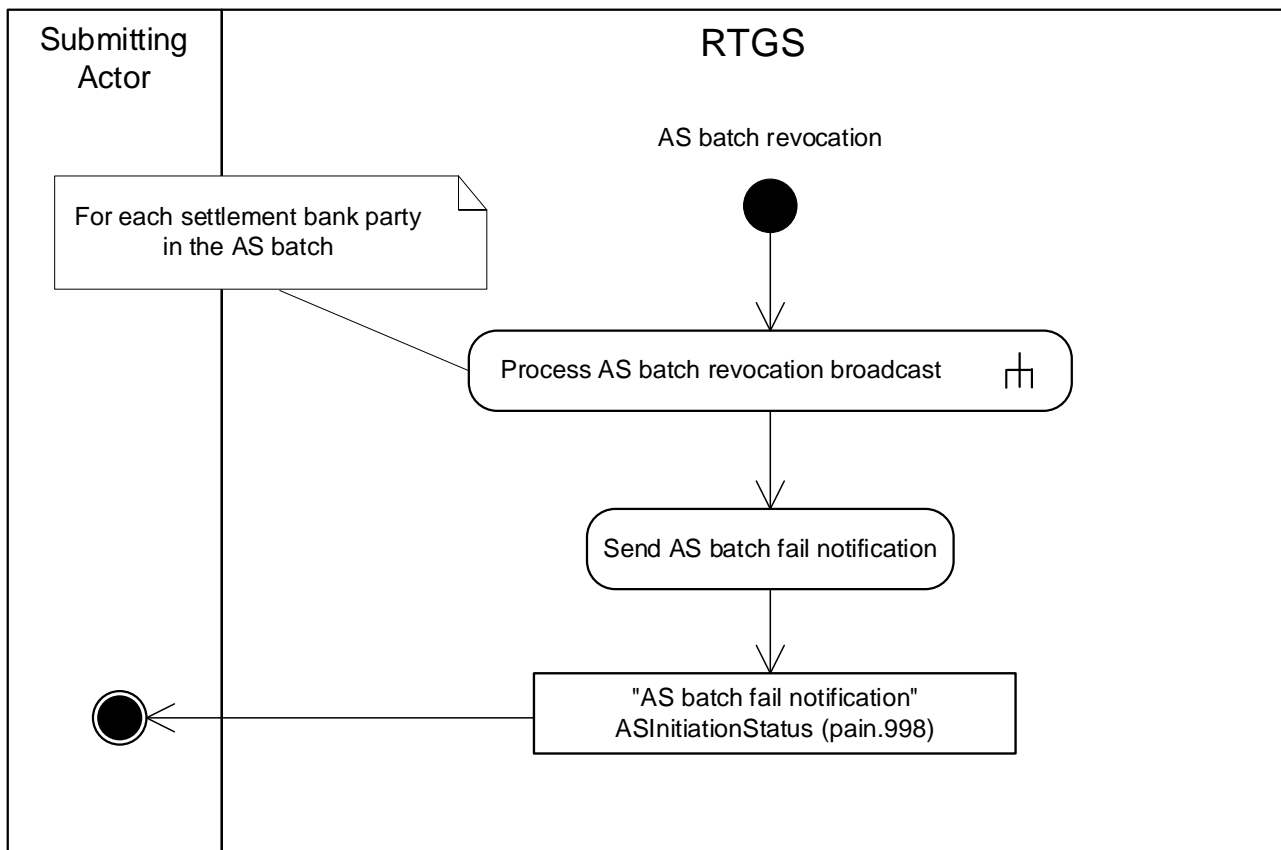 Submitting
Actor
RTGS
AS batch revocation
For each settlement bank party
in the AS batch
Process AS batch revocation broadcast
Send AS batch fail notification
"AS batch fail notification"
ASInitiationStatus (pain.998)